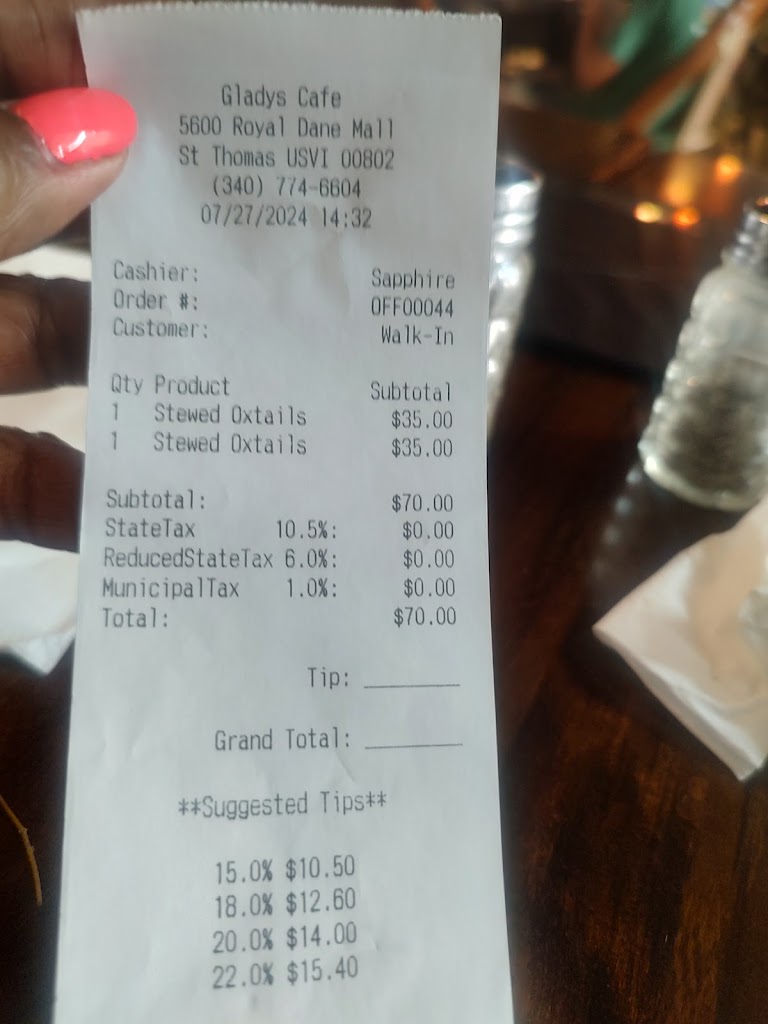 Gladys Cafe
5600 Royal Dane Mall
St Thomas USVI 00802
(340) 774-6604
07/27/2024 14:32
Cashier: Sapphire
Order #: OFF00044
Customer: Walk-In
Qty Product Subtotal
1 Stewed Oxtails $35.00
1 Stewed Oxtails $35.00
Subtotal: $70.00
StateTax 10.5%: $0.00
ReducedStateTax 6.0%: $0.00
MunicipalTax 1.0%: $0.00
Total: $70.00
Tip: ________
Grand Total: ________
**Suggested Tips**
15.0% $10.50
18.0% $12.60
20.0% $14.00
22.0% $15.40